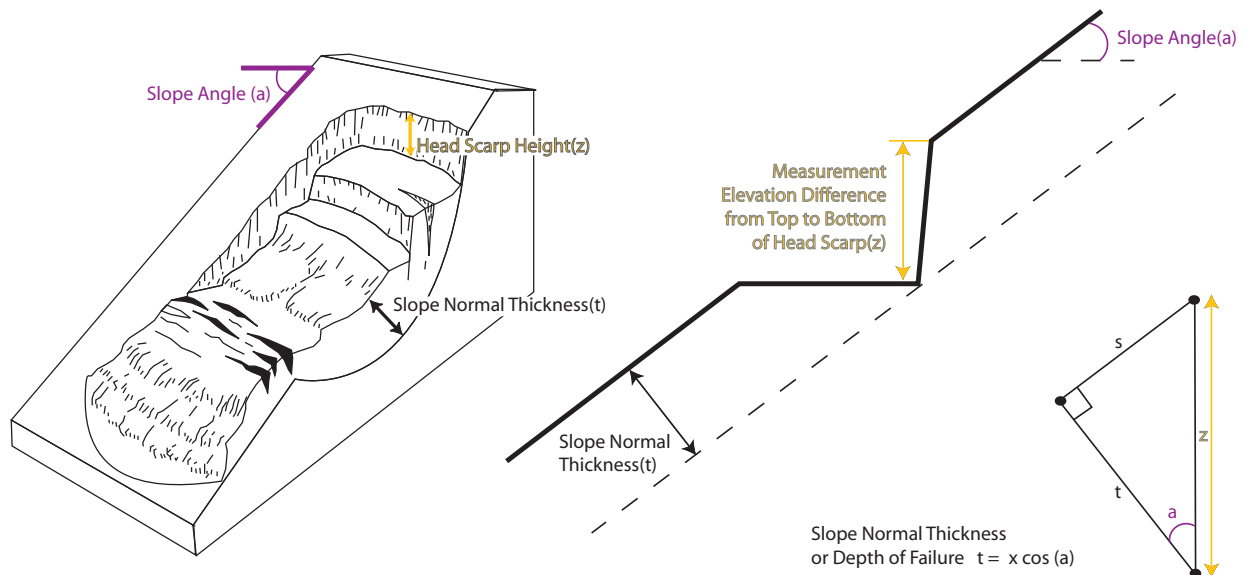 Slope Angle (a)
Head Scarp Height(z)
Slope Normal Thickness(t)
Slope Angle(a)
Measurement
Elevation Difference
from Top to Bottom
of Head Scarp(z)
Slope Normal
Thickness(t)
s
z
t
a
Slope Normal Thickness
or Depth of Failure t = x cos (a)